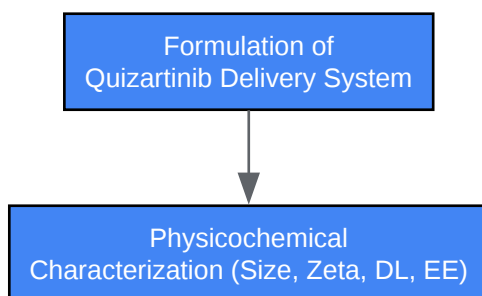 Formulation of
Quizartinib Delivery System
Physicochemical
Characterization (Size, Zeta, DL, EE)